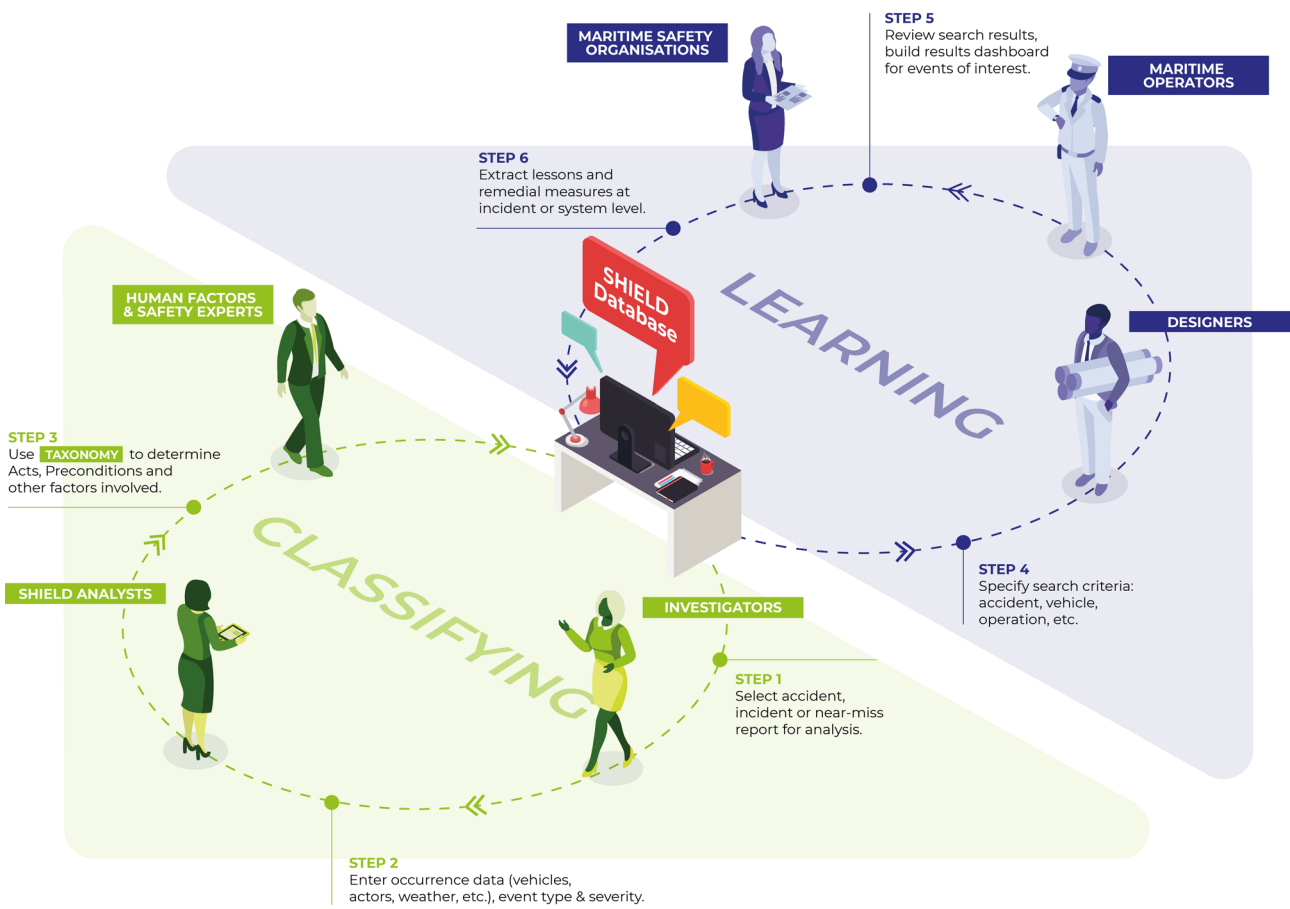 MARITIME SAFETY
ORGANISATIONS
STEP 5
Review search results,
build results dashboard
for events of interest.
MARITIME
OPERATORS
STEP 6
Extract lessons and
remedial measures at
incident or system level.
LEARNING
DESIGNERS
SHIELD
Database
HUMAN FACTORS
& SAFETY EXPERTS
STEP 3
Use TAXONOMY to determine
Acts, Preconditions and
other factors involved.
CLASSIFYING
STEP 4
Specify search criteria:
accident, vehicle,
operation, etc.
SHIELD ANALYSTS
INVESTIGATORS
STEP 1
Select accident,
incident or near-miss
report for analysis.
STEP 2
Enter occurrence data (vehicles,
actors, weather, etc.), event type & severity.